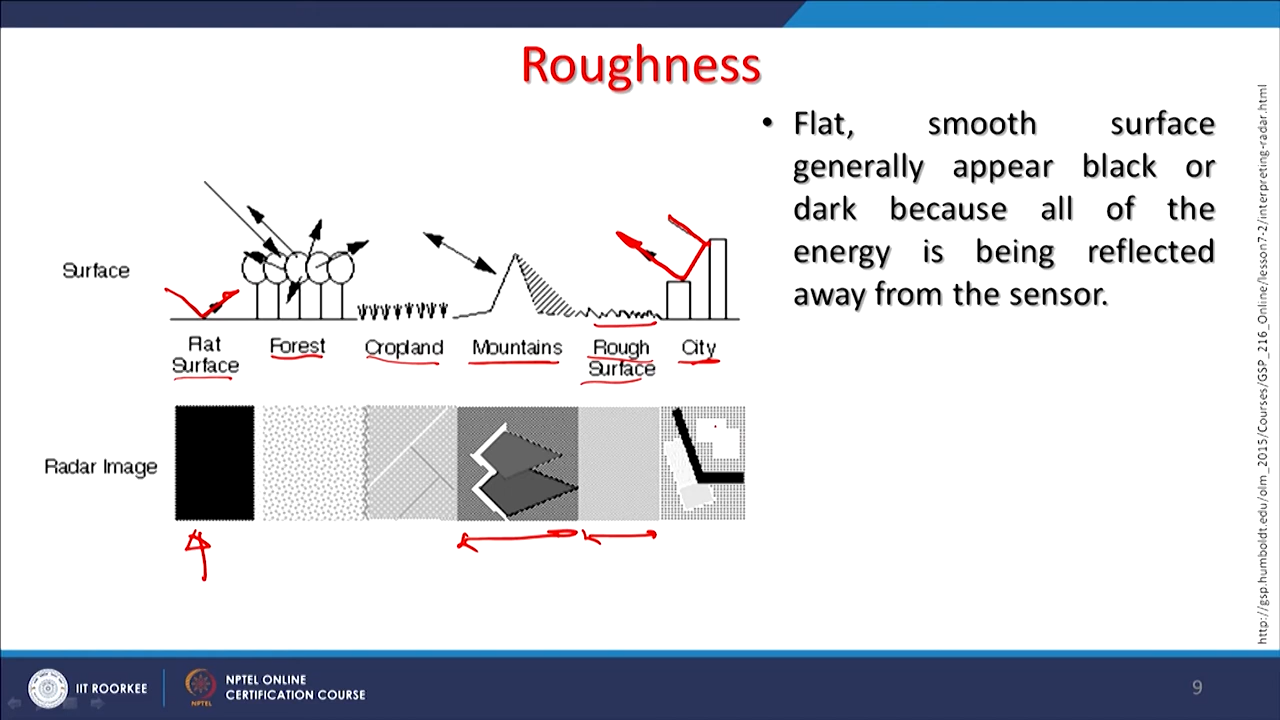 Roughness
• Flat, smooth surface
generally appear black or
dark because all of the
energy is being reflected
away from the sensor.
Surface
Flat
Surface
Forest
Cropland
Mountains
Rough
Surface
City
Radar Image
http://gsp.humboldt.edu/olm_2015/Courses/GSP_216_Online/lesson7-2/interpreting-radar.html
IIT ROORKEE
NPTEL
NPTEL ONLINE
CERTIFICATION COURSE
9